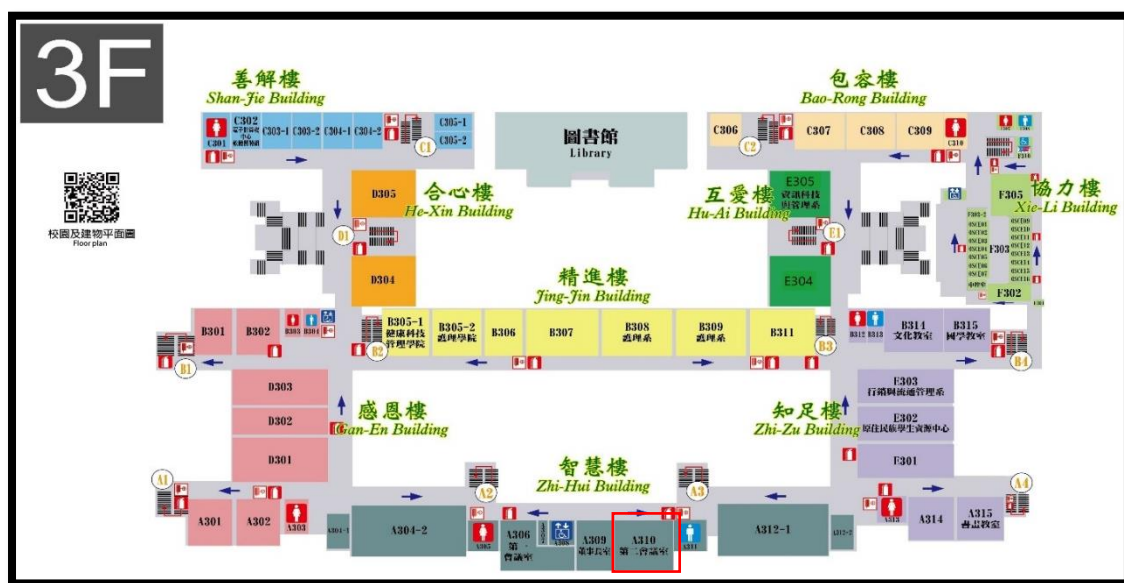 3F
善解樓
Shan-Jie Building
包容樓
Bao-Rong Building
C301
C302
C303-1
C303-2
C304-1
C304-2
C1
C305-1
C305-2
圖書館
Library
C306
C2
C307
C308
C309
C310
校園及建物平面圖
Floor plan
D305
合心樓
He-Xin Building
D1
D304
互愛樓
Hu-Ai Building
E305
資訊科技
與管理系
E1
E304
F305
協力樓
Xie-Li Building
F303
F302
精進樓
Jing-Jin Building
B301
B302
B303
B304
B1
B2
B305-1
健康科技
管理學院
B305-2
護理學院
B306
B307
B308
護理系
B309
護理系
B311
B3
B312
B313
B314
文化教室
B315
國學教室
B4
D303
D302
D301
感恩樓
Gan-En Building
知足樓
Zhi-Zu Building
E303
行銷與流通管理系
E302
原住民族學生資源中心
E301
智慧樓
Zhi-Hui Building
A1
A2
A3
A4
A301
A302
A303
A304-1
A304-2
A305
A306
第一
會議室
A308
A309
董事長室
A310
第二會議室
A311
A312-1
A312-2
A313
A314
A315
書畫教室